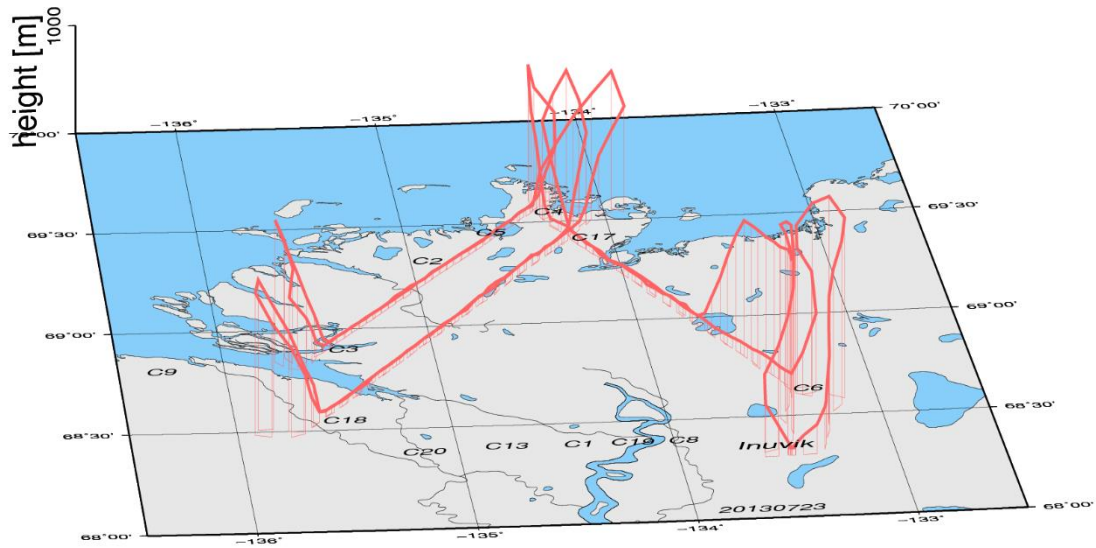 1000
height [m]
−136°
−135°
−134°
−133°
70°00'
69°30'
C4
C5
C17
69°30'
C2
69°00'
69°00'
C3
C9
C6
68°30'
C18
68°30'
C20
C13
C1
C19
C8
Inuvik
20130723
68°00'
−136°
−135°
−134°
−133°
68°00'